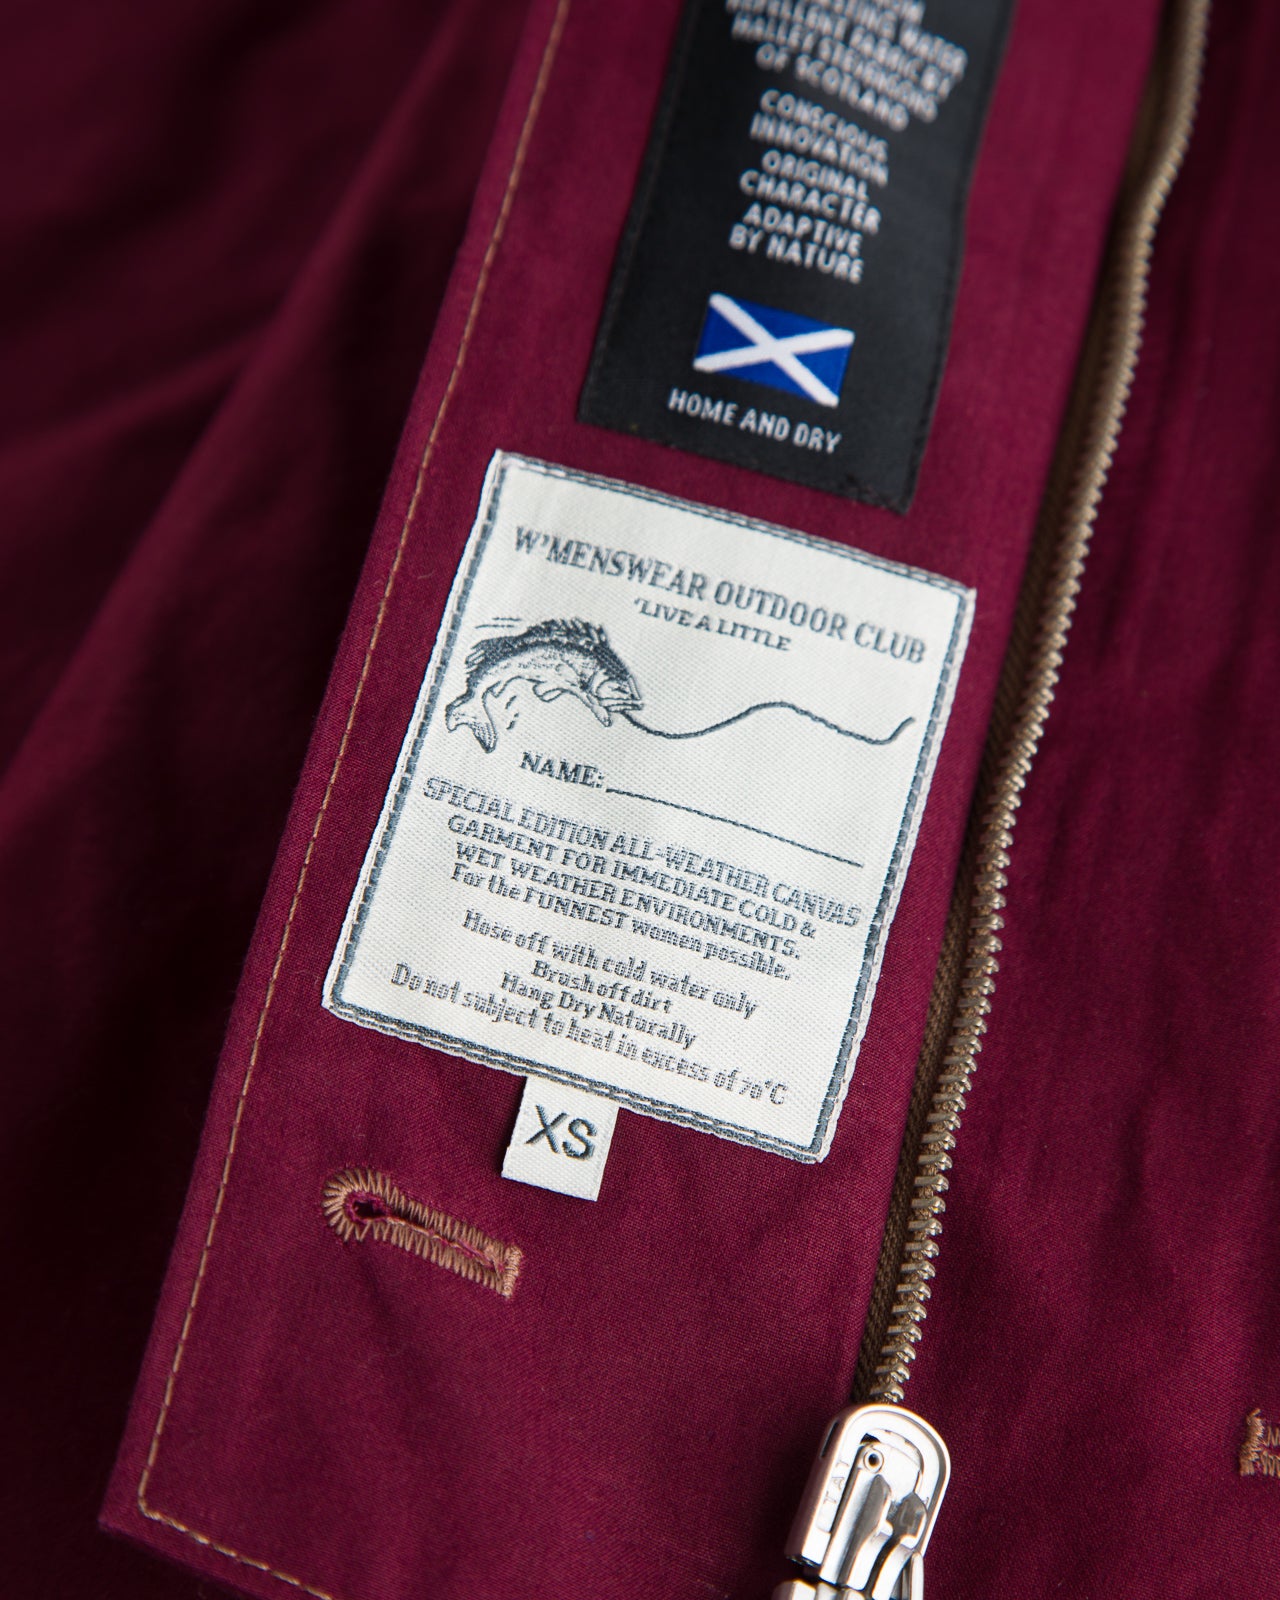 WATER
REPELLENT FABRIC BY
HALLEY STEVENSONS
OF SCOTLAND
CONSCIOUS
INNOVATION
ORIGINAL
CHARACTER
ADAPTIVE
BY NATURE
HOME AND DRY
W'MENSWEAR OUTDOOR CLUB
'LIVE A LITTLE
NAME:
SPECIAL EDITION ALL-WEATHER CANVAS
GARMENT FOR IMMEDIATE COLD &
WET WEATHER ENVIRONMENTS.
For the FUNNEST women possible.
Hose off with cold water only
Brush off dirt
Hang Dry Naturally
Do not subject to heat in excess of 70°C
XS